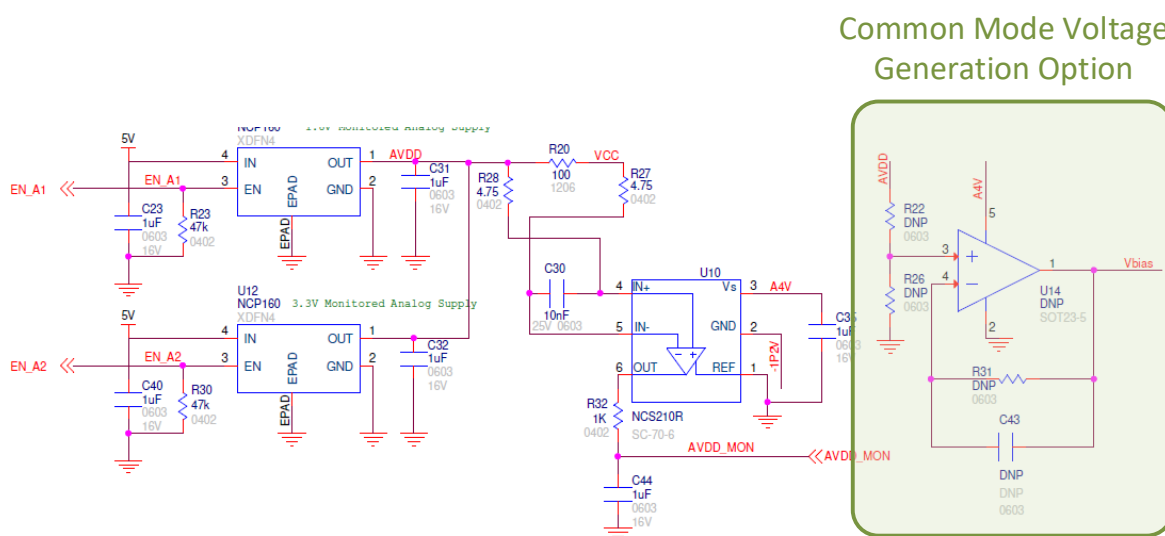 Common Mode Voltage
Generation Option
NCP160 1.8V Monitored Analog Supply
XDFN4
5V
4 IN OUT 1 AVDD
EN_A1 EN_A1 3 EN GND 2
EPAD
EPAD
C23
1uF
0603
16V
R23
47k
0402
C31
1uF
0603
16V
R20
100
1206
VCC
R28
4.75
0402
R27
4.75
0402
C30
10nF
25V 0603
U10
4 IN+ Vs 3 A4V
5 IN- GND 2 -1P2V
6 OUT REF 1
NCS210R
SC-70-6
C35
1uF
0603
16V
R32
1K
0402
AVDD_MON AVDD_MON
C44
1uF
0603
16V
U12
NCP160 3.3V Monitored Analog Supply
XDFN4
5V
4 IN OUT 1
EN_A2 EN_A2 3 EN GND 2
EPAD
EPAD
C40
1uF
0603
16V
R30
47k
0402
C32
1uF
0603
16V
AVDD
A4V
R22
DNP
0603
R26
DNP
0603
3 +
4 −
5
1 Vbias
2
U14
DNP
SOT23-5
R31
DNP
0603
C43
DNP
DNP
0603